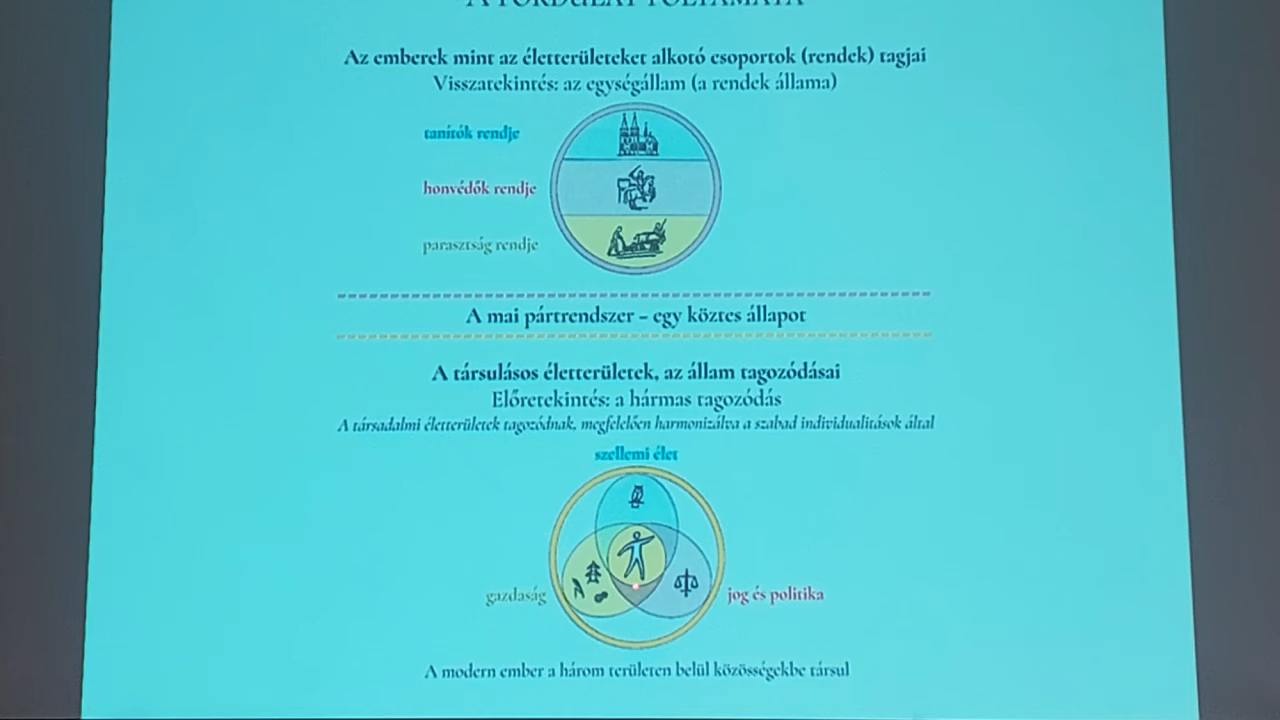 A FORDULAT FOLYAMATA
Az emberek mint az életterületeket alkotó csoportok (rendek) tagjai
Visszatekintés: az egységállam (a rendek állama)
tanítók rendje
honvédők rendje
parasztság rendje
A mai pártrendszer – egy köztes állapot
A társulásos életterületek, az állam tagozódásai
Előretekintés: a hármas tagozódás
A társadalmi életterületek tagozódnak, megfelelően harmonizálva a szabad individualitások által
szellemi élet
gazdaság
jog és politika
A modern ember a három területen belül közösségekbe társul